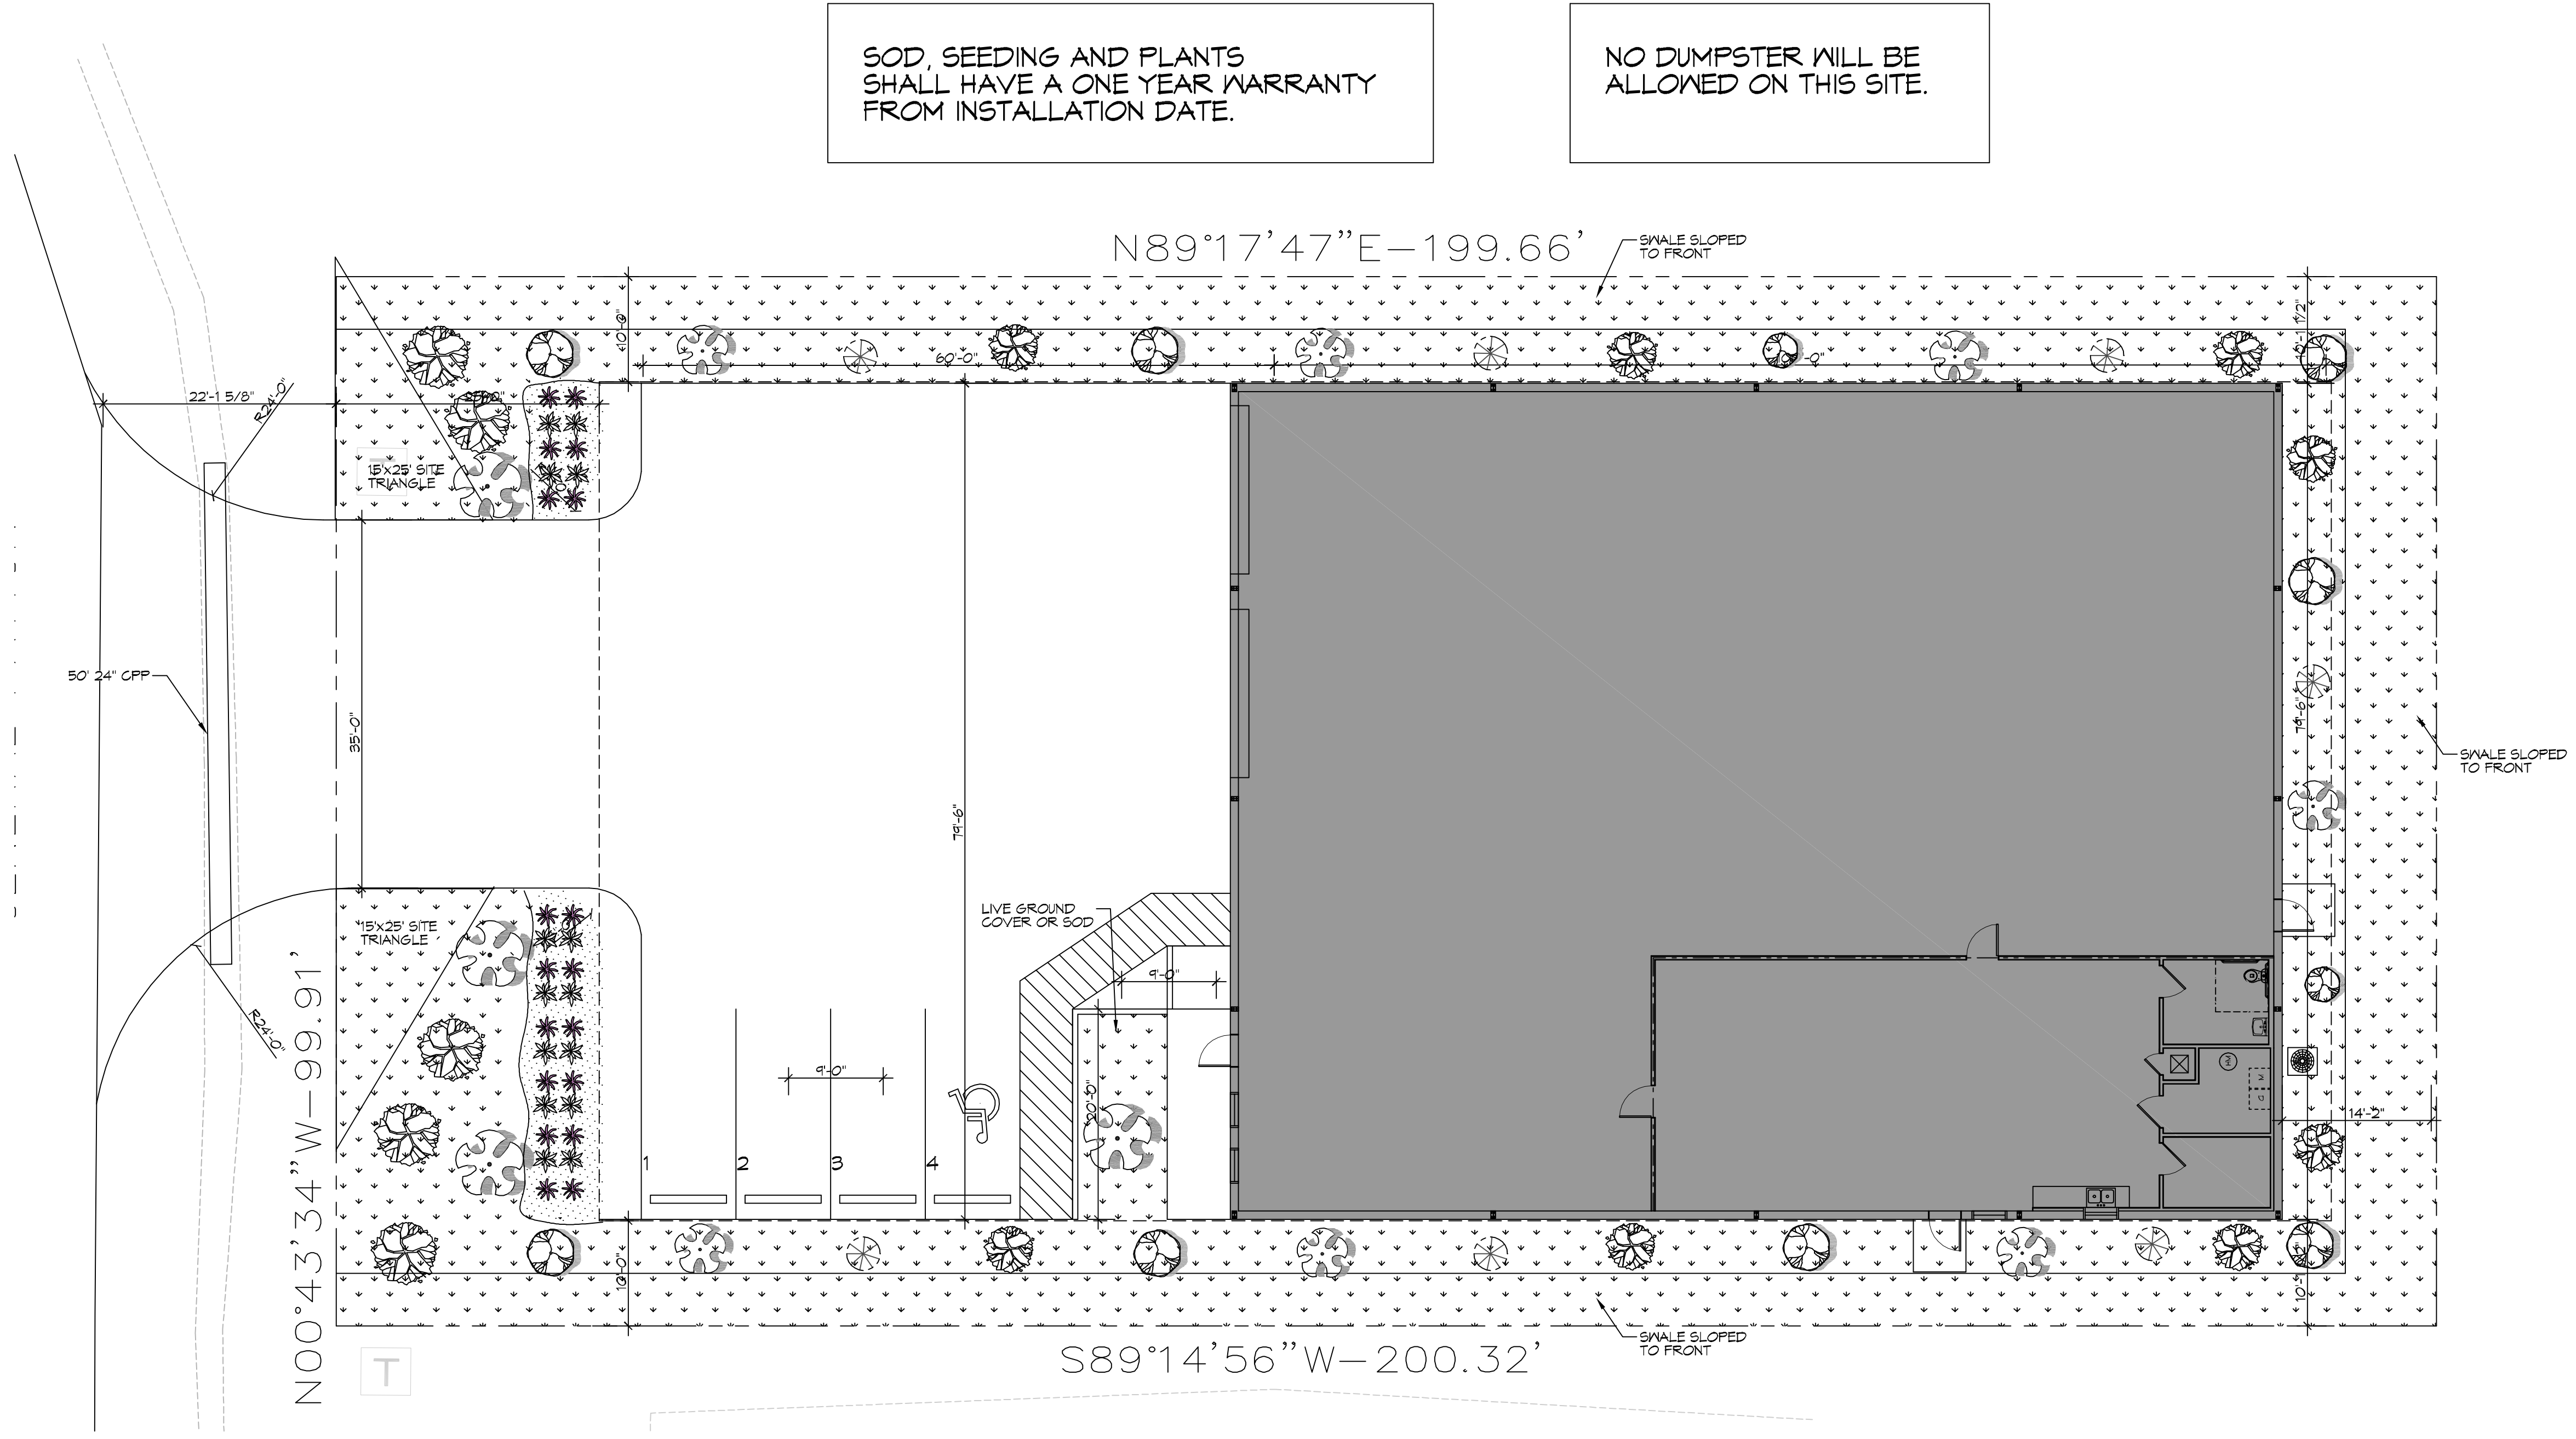 SOD, SEEDING AND PLANTS
SHALL HAVE A ONE YEAR WARRANTY
FROM INSTALLATION DATE.
NO DUMPSTER WILL BE
ALLOWED ON THIS SITE.
N89°17'47"E-199.66'
SWALE SLOPED
TO FRONT
10'-0"
60'-0"
22'-1 5/8"
R24'-0"
15'x25' SITE
TRIANGLE
T
50' 24" CPP
35'-0"
79'-6"
79'-6"
SWALE SLOPED
TO FRONT
LIVE GROUND
COVER OR SOD
15'x25' SITE
TRIANGLE
9'-0"
R24'-0"
9'-0"
20'-0"
HW
M
C
14'-2"
1
2
3
4
10'-0"
N00°43'34"W-99.91'
SWALE SLOPED
TO FRONT
S89°14'56"W-200.32'
T